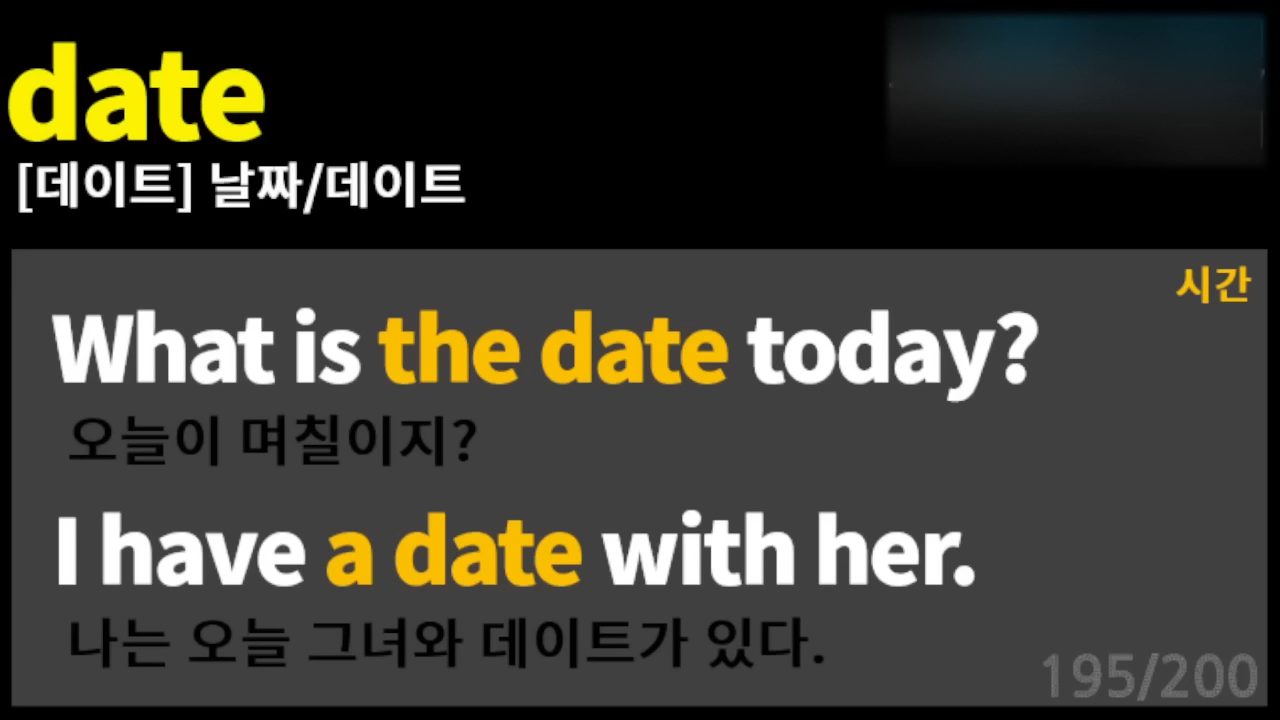 date
[데이트] 날짜/데이트
시간
What is the date today?
오늘이 며칠이지?
I have a date with her.
나는 오늘 그녀와 데이트가 있다.
195/200